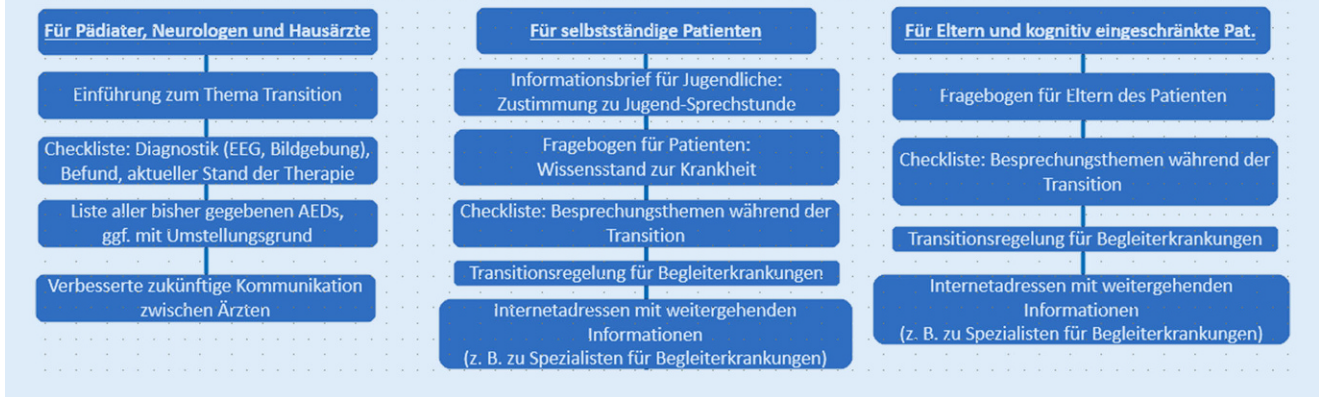 Für Pädiater, Neurologen und Hausärzte
Einführung zum Thema Transition
Checkliste: Diagnostik (EEG, Bildgebung),
Befund, aktueller Stand der Therapie
Liste aller bisher gegebenen AEDs,
ggf. mit Umstellungsgrund
Verbesserte zukünftige Kommunikation
zwischen Ärzten
Für selbstständige Patienten
Informationsbrief für Jugendliche:
Zustimmung zu Jugend-Sprechstunde
Fragebogen für Patienten:
Wissensstand zur Krankheit
Checkliste: Besprechungsthemen während der
Transition
Transitionsregelung für Begleiterkrankungen
Internetadressen mit weitergehenden
Informationen
(z. B. zu Spezialisten für Begleiterkrankungen)
Für Eltern und kognitiv eingeschränkte Pat.
Fragebogen für Eltern des Patienten
Checkliste: Besprechungsthemen während der
Transition
Transitionsregelung für Begleiterkrankungen
Internetadressen mit weitergehenden
Informationen
(z. B. zu Spezialisten für Begleiterkrankungen)